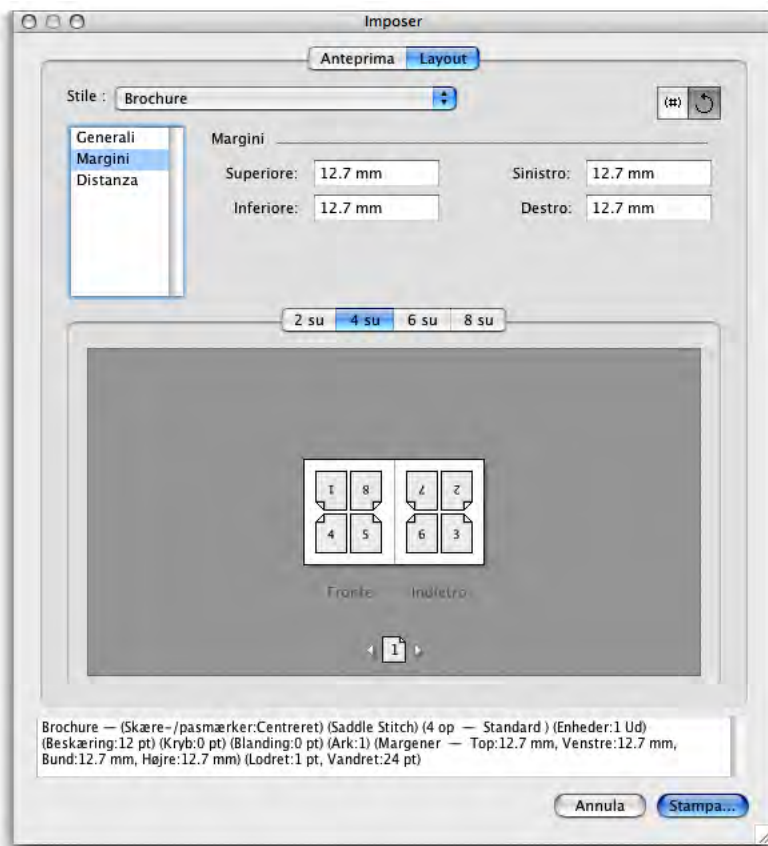 Imposer
Anteprima Layout
Stile : Brochure
(#)
Generali
Margini
Distanza
Margini
Superiore: 12.7 mm Sinistro: 12.7 mm
Inferiore: 12.7 mm Destro: 12.7 mm
2 su 4 su 6 su 8 su
1 8 7 2
4 5 6 3
Fronte Indietro
1
Brochure — (Skære-/pasmærker:Centreret) (Saddle Stitch) (4 op — Standard ) (Enheder:1 Ud)
(Beskæring:12 pt) (Kryb:0 pt) (Blanding:0 pt) (Ark:1) (Margener — Top:12.7 mm, Venstre:12.7 mm,
Bund:12.7 mm, Højre:12.7 mm) (Lodret:1 pt, Vandret:24 pt)
Annulla Stampa...